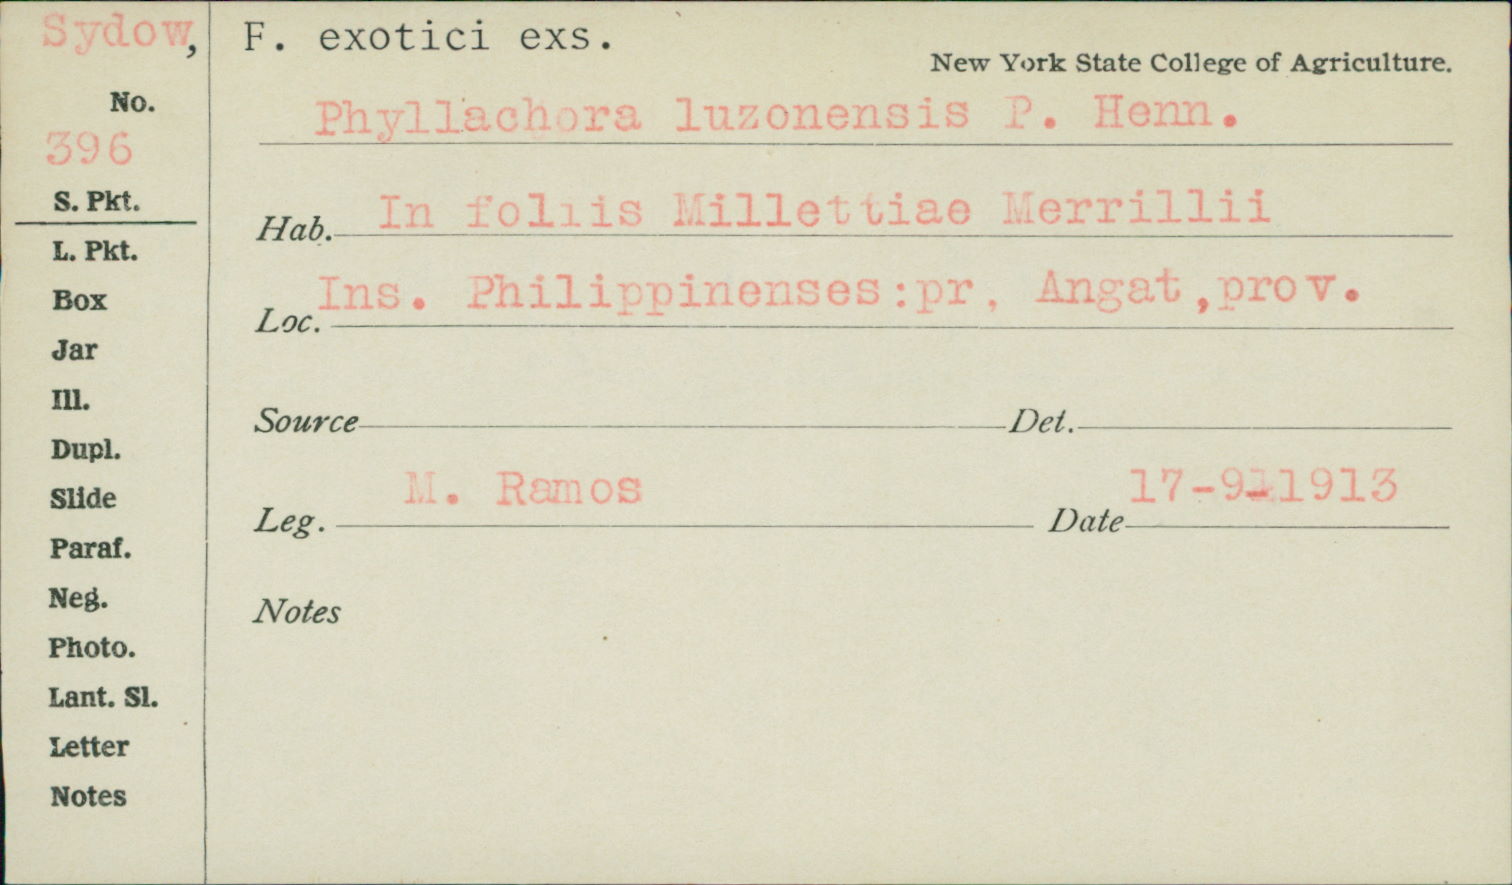 Sydow, F. exotici exs.
New York State College of Agriculture.
No.
396
Phyllachora luzonensis P. Henn.
S. Pkt.
Hab. In foliis Millettiae Merrillii
L. Pkt.
Box
Loc. Ins. Philippinenses:pr, Angat,prov.
Jar
Ill.
Source Det.
Dupl.
Slide
Leg. M. Ramos Date 17-9-1913
Paraf.
Neg.
Notes
Photo.
Lant. Sl.
Letter
Notes